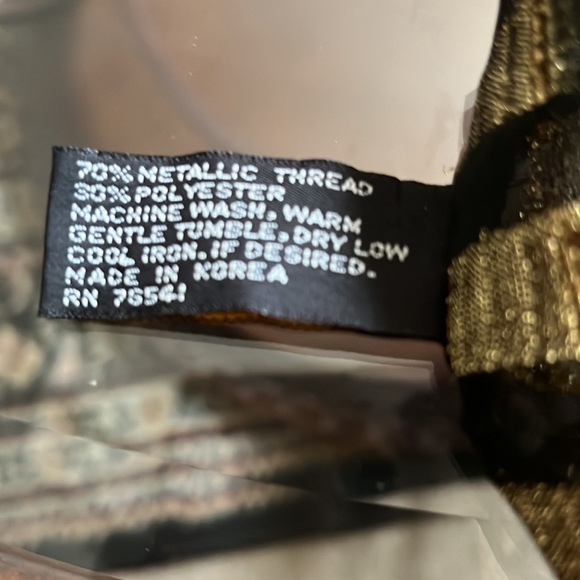 70% METALLIC THREAD
30% POLYESTER
MACHINE WASH, WARM
GENTLE TUMBLE, DRY LOW
COOL IRON, IF DESIRED.
MADE IN KOREA
RN 76541